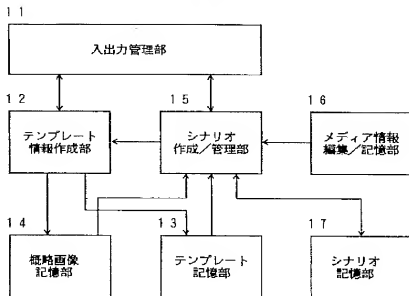 11
入出力管理部
12
15
16
テンプレート
情報作成部
シナリオ
作成/管理部
メディア情報
編集/記憶部
14
13
17
概略画像
記憶部
テンプレート
記憶部
シナリオ
記憶部